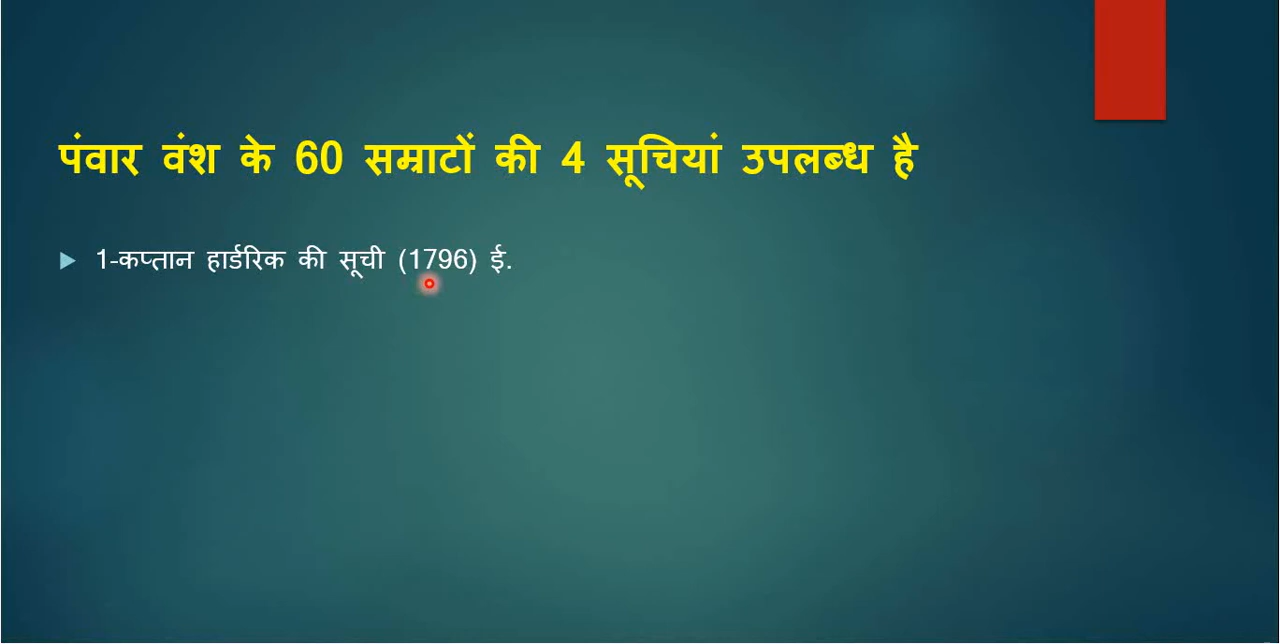 पंवार वंश के 60 सम्राटों की 4 सूचियां उपलब्ध है
1-कप्तान हार्डरिक की सूची (1796) ई.